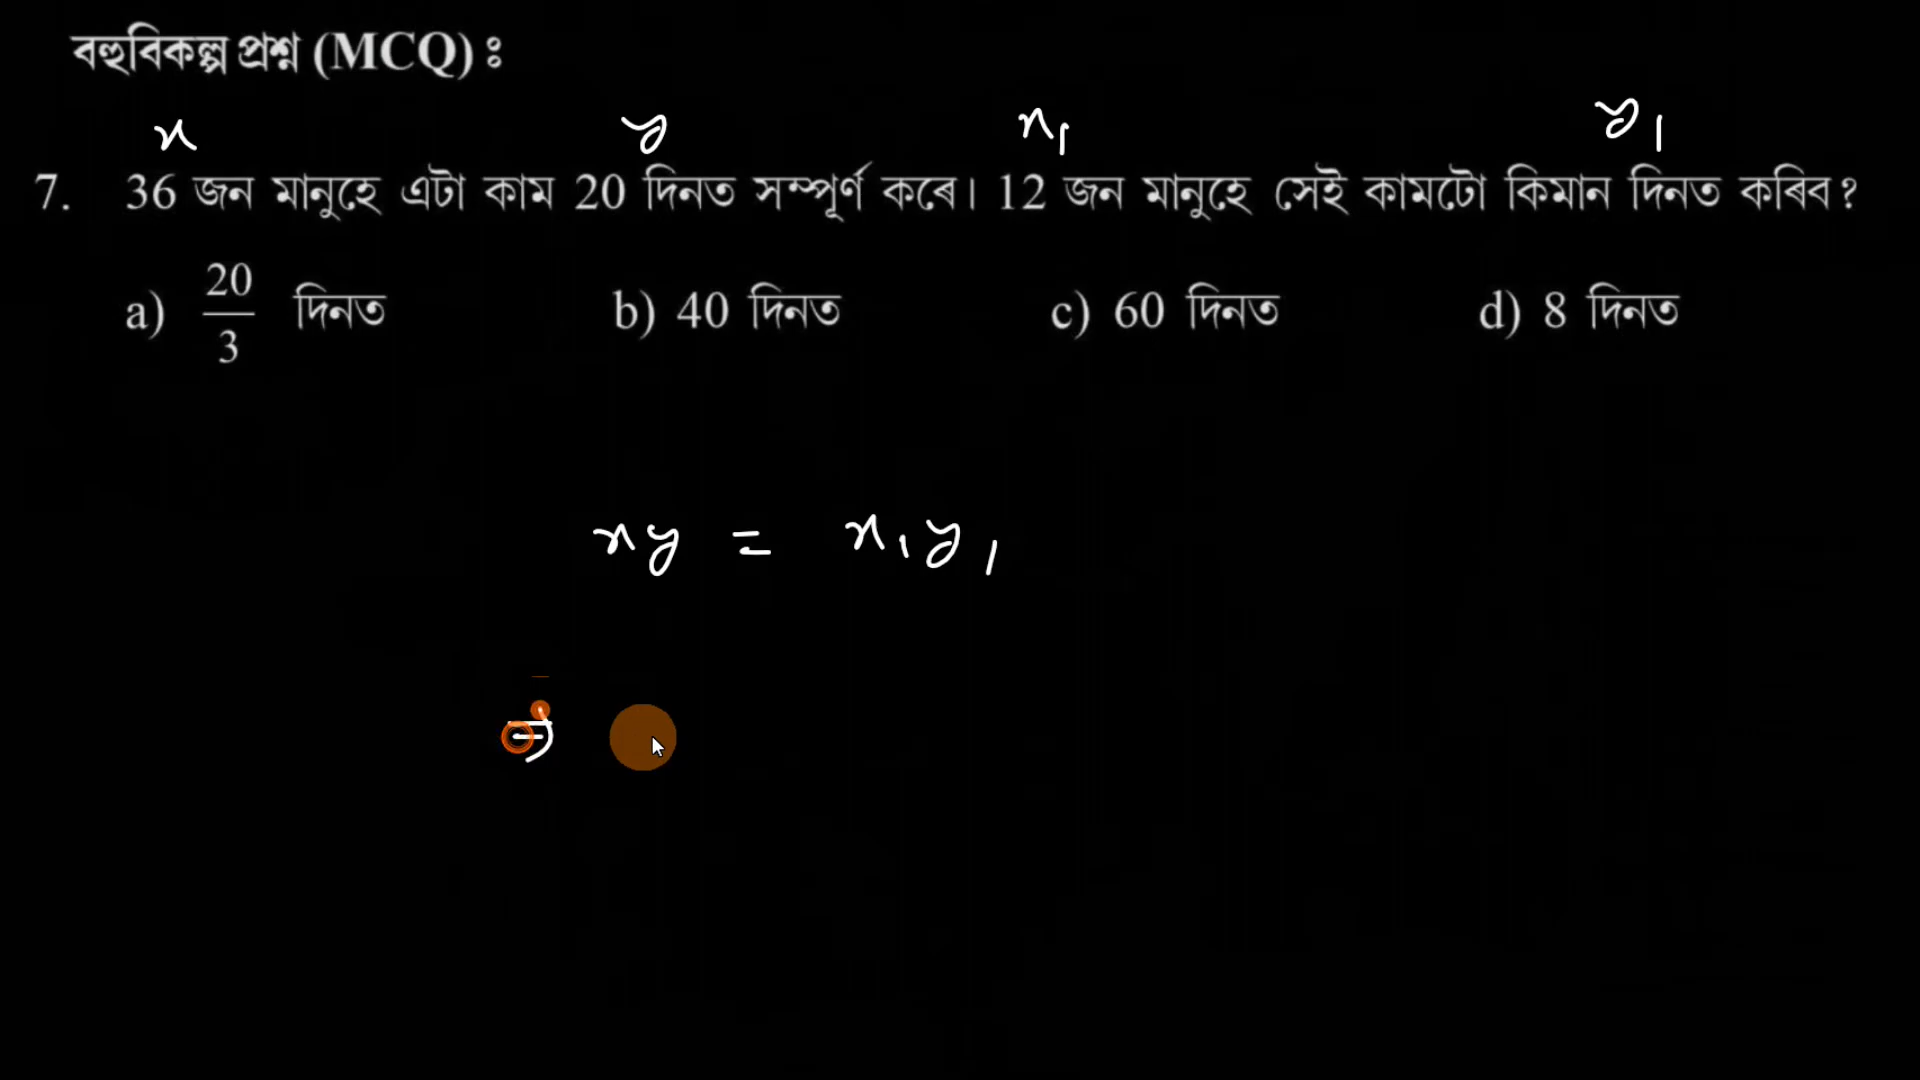 বহুবিকল্প প্ৰশ্ন (MCQ) ঃ
x y x₁ y₁
7. 36 জন মানুহে এটা কাম 20 দিনত সম্পূৰ্ণ কৰে। 12 জন মানুহে সেই কামটো কিমান দিনত কৰিব?
a) 20/3 দিনত b) 40 দিনত c) 60 দিনত d) 8 দিনত
xy = x₁y₁
⇒